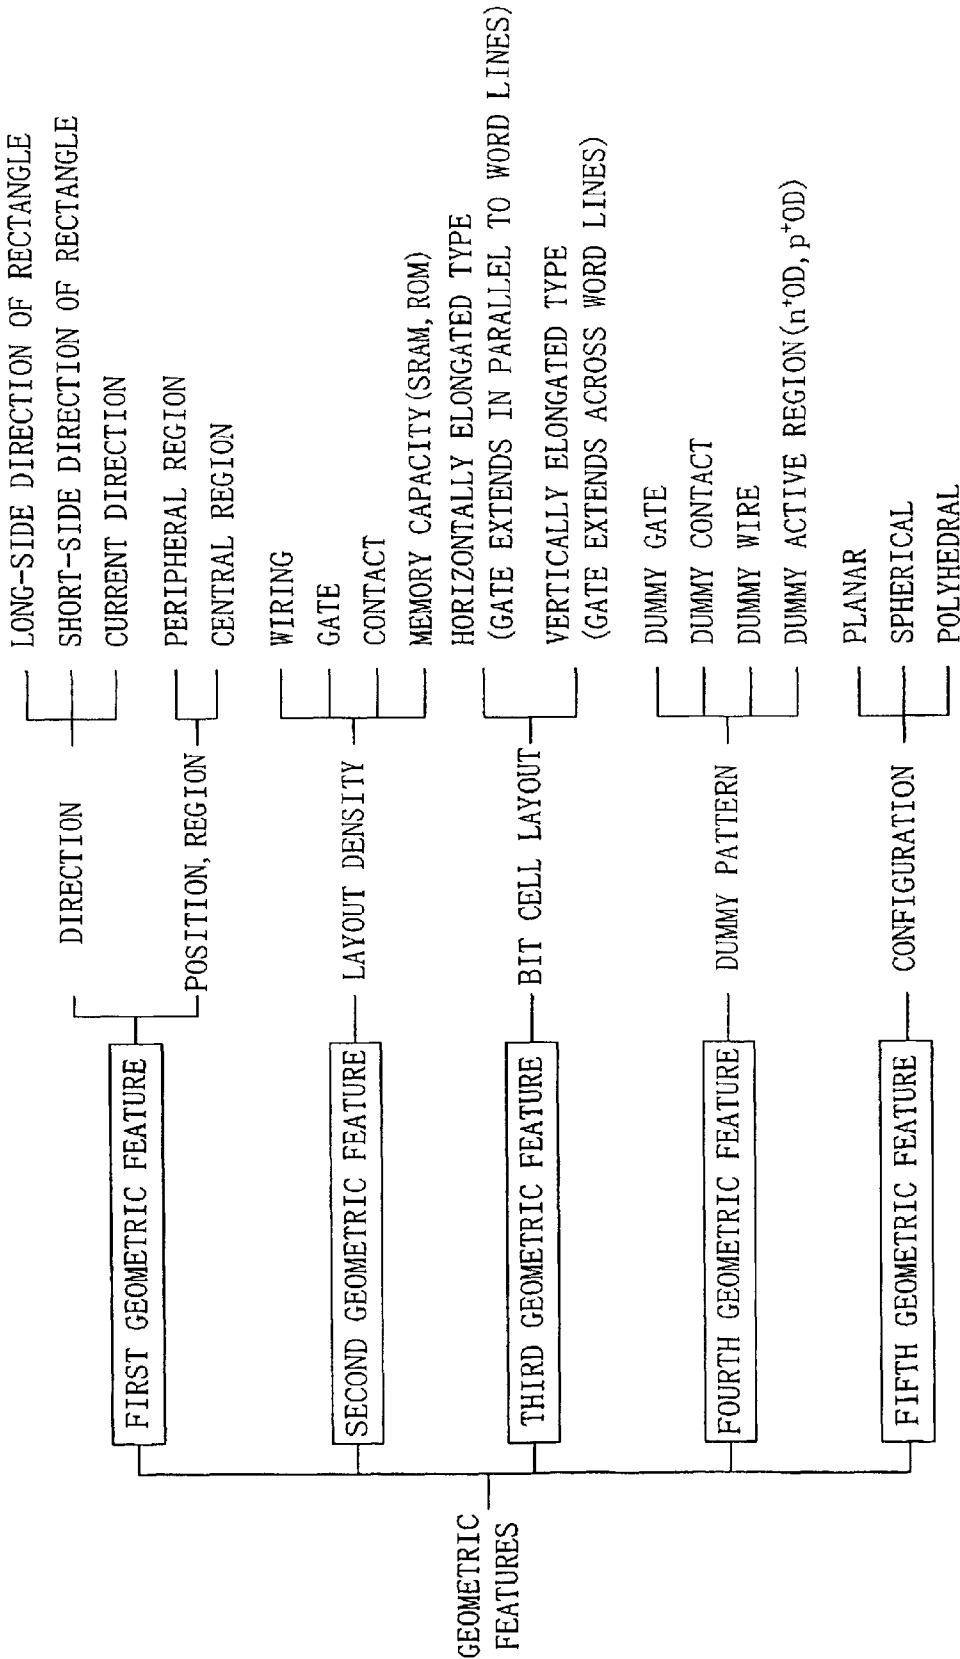 GEOMETRIC
FEATURES
FIRST GEOMETRIC FEATURE
DIRECTION
LONG-SIDE DIRECTION OF RECTANGLE
SHORT-SIDE DIRECTION OF RECTANGLE
CURRENT DIRECTION
POSITION, REGION
PERIPHERAL REGION
CENTRAL REGION
SECOND GEOMETRIC FEATURE
LAYOUT DENSITY
WIRING
GATE
CONTACT
MEMORY CAPACITY(SRAM, ROM)
THIRD GEOMETRIC FEATURE
BIT CELL LAYOUT
HORIZONTALLY ELONGATED TYPE
(GATE EXTENDS IN PARALLEL TO WORD LINES)
VERTICALLY ELONGATED TYPE
(GATE EXTENDS ACROSS WORD LINES)
FOURTH GEOMETRIC FEATURE
DUMMY PATTERN
DUMMY GATE
DUMMY CONTACT
DUMMY WIRE
DUMMY ACTIVE REGION(n⁺OD, p⁺OD)
FIFTH GEOMETRIC FEATURE
CONFIGURATION
PLANAR
SPHERICAL
POLYHEDRAL